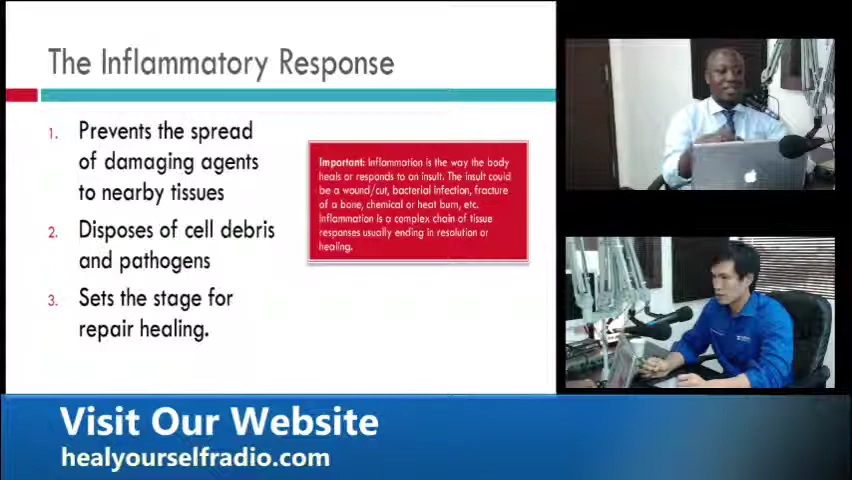 The Inflammatory Response
1. Prevents the spread
of damaging agents
to nearby tissues
2. Disposes of cell debris
and pathogens
3. Sets the stage for
repair healing.
Important: Inflammation is the way the body
heals or responds to an insult. The insult could
be a wound/cut, bacterial infection, fracture
of a bone, chemical or heat burn, etc.
Inflammation is a complex chain of tissue
responses usually ending in resolution or
healing.
Visit Our Website
healyourselfradio.com